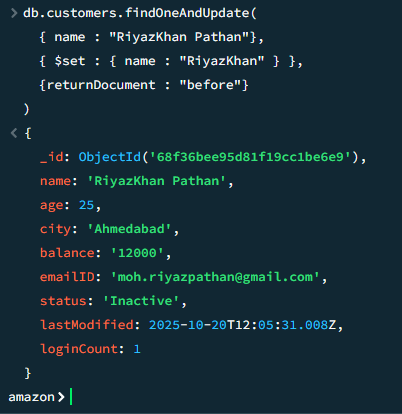 > db.customers.findOneAndUpdate(
{ name : "RiyazKhan Pathan"},
{ $set : { name : "RiyazKhan" } },
{returnDocument : "before"}
)
< {
_id: ObjectId('68f36bee95d81f19cc1be6e9'),
name: 'RiyazKhan Pathan',
age: 25,
city: 'Ahmedabad',
balance: '12000',
emailID: 'moh.riyazpathan@gmail.com',
status: 'Inactive',
lastModified: 2025-10-20T12:05:31.008Z,
loginCount: 1
}
amazon>